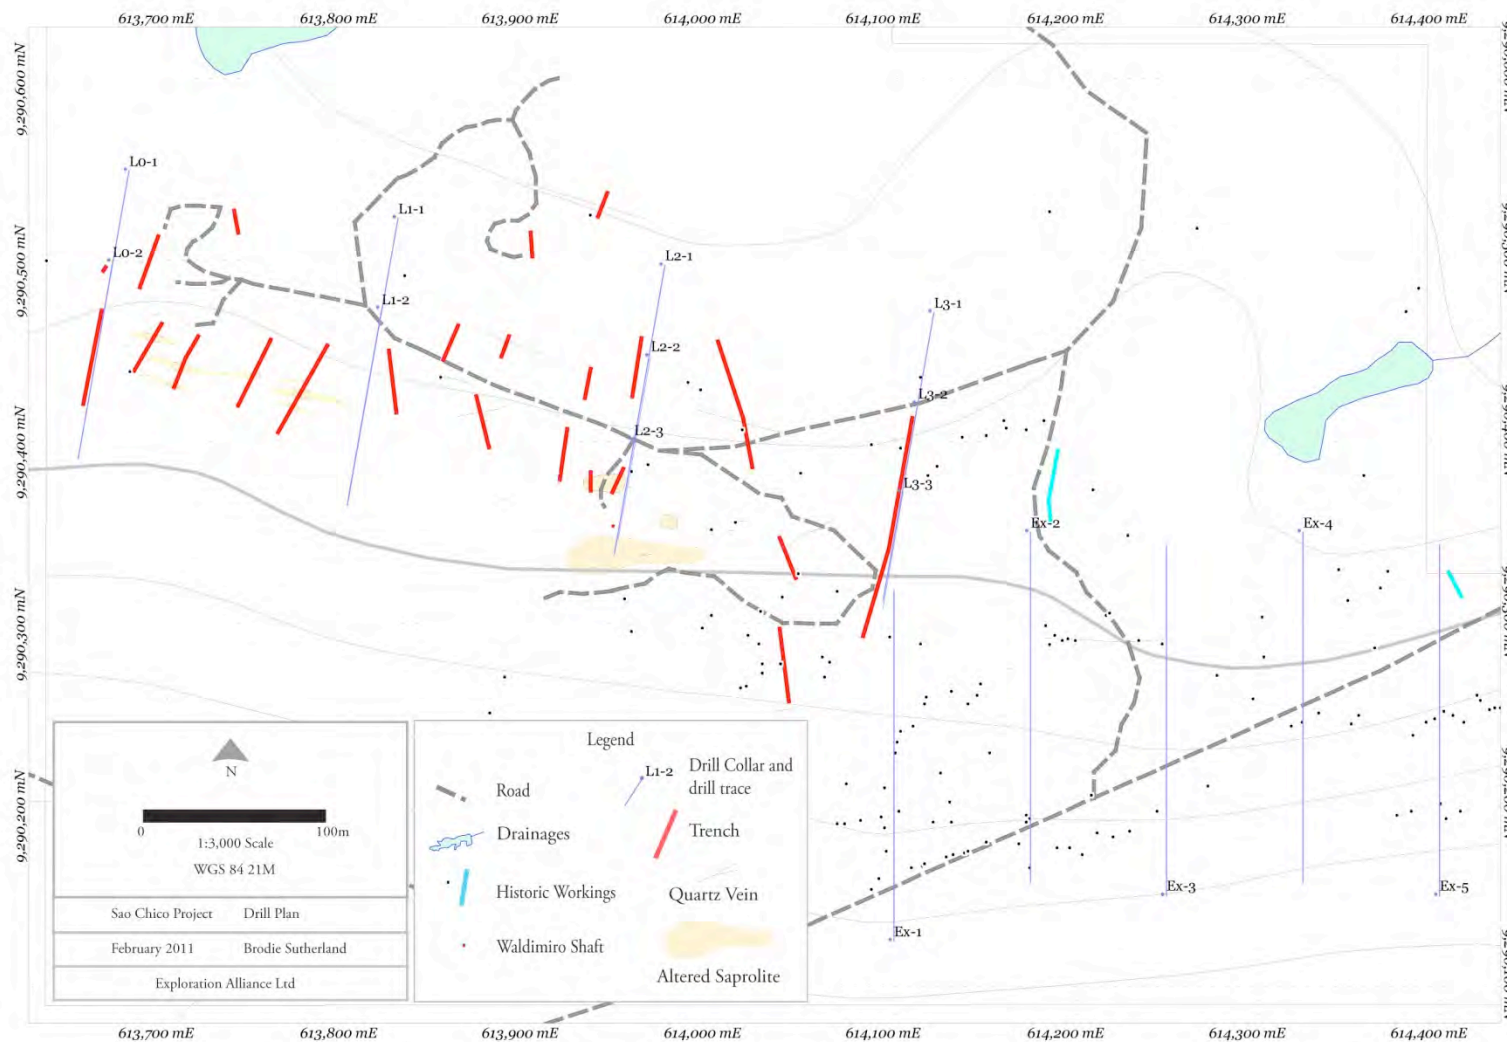 613,700 mE 613,800 mE 613,900 mE 614,000 mE 614,100 mE 614,200 mE 614,300 mE 614,400 mE
9,290,600 mN
9,290,500 mN
9,290,400 mN
9,290,300 mN
9,290,200 mN
L0-1
L1-1
L0-2
L2-1
L1-2
L3-1
L2-2
L3-2
L2-3
L3-3
Ex-2
Ex-4
Ex-3
Ex-5
Ex-1
N
0 100m
1:3,000 Scale
WGS 84 21M
Sao Chico Project Drill Plan
February 2011 Brodie Sutherland
Exploration Alliance Ltd
Legend
Road
Drainages
Historic Workings
Waldimiro Shaft
L1-2
Drill Collar and
drill trace
Trench
Quartz Vein
Altered Saprolite
613,700 mE 613,800 mE 613,900 mE 614,000 mE 614,100 mE 614,200 mE 614,300 mE 614,400 mE